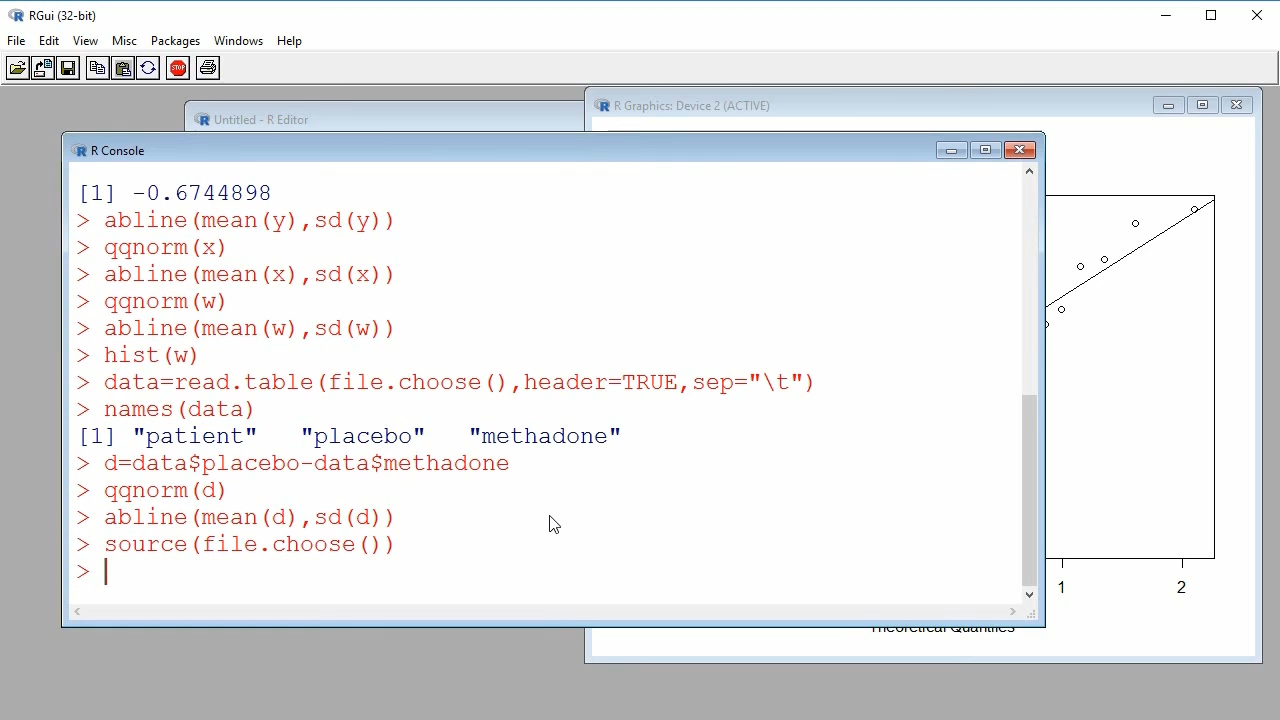 RGui (32-bit)
File Edit View Misc Packages Windows Help
STOP
Untitled - R Editor
R Graphics: Device 2 (ACTIVE)
R Console
[1] -0.6744898
> abline(mean(y),sd(y))
> qqnorm(x)
> abline(mean(x),sd(x))
> qqnorm(w)
> abline(mean(w),sd(w))
> hist(w)
> data=read.table(file.choose(),header=TRUE,sep="\t")
> names(data)
[1] "patient"   "placebo"   "methadone"
> d=data$placebo-data$methadone
> qqnorm(d)
> abline(mean(d),sd(d))
> source(file.choose())
>
1 2
Theoretical Quantiles